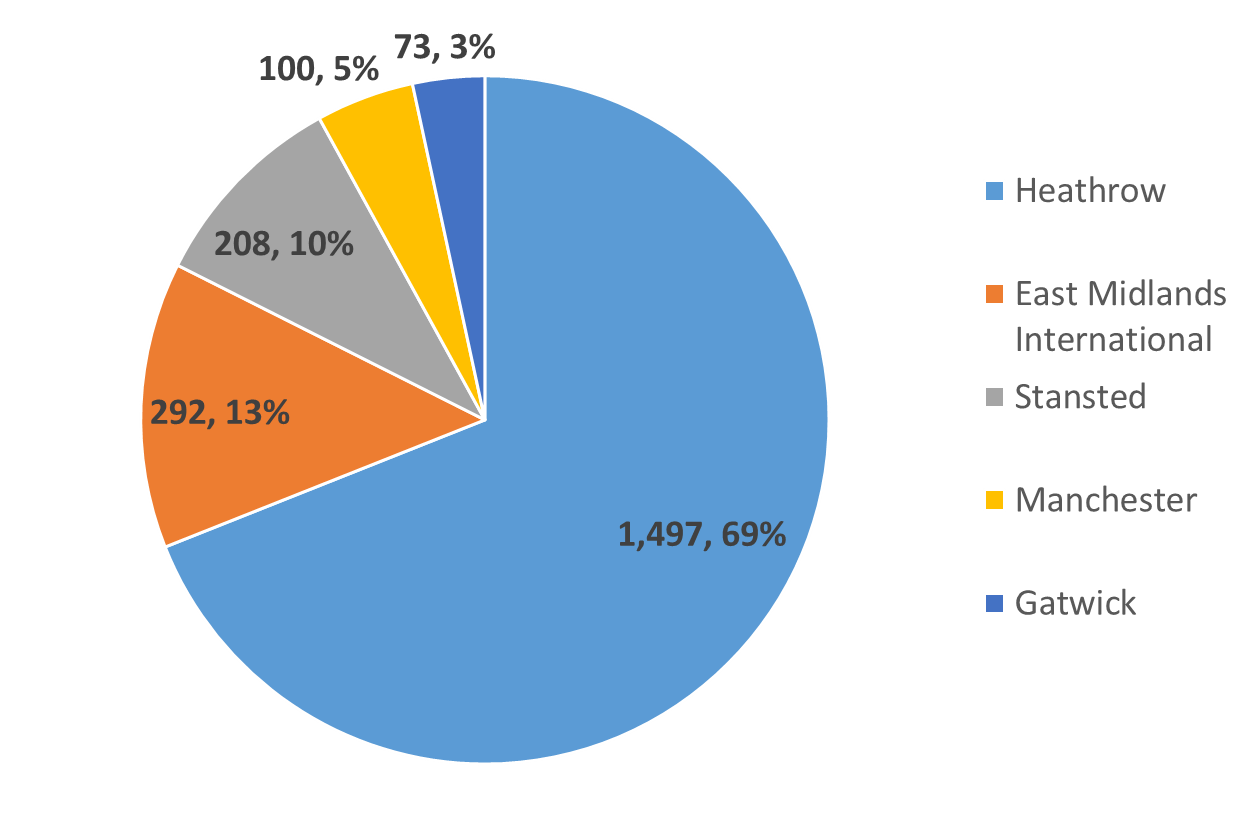 73, 3%
100, 5%
208, 10%
292, 13%
1,497, 69%
Heathrow
East Midlands
International
Stansted
Manchester
Gatwick